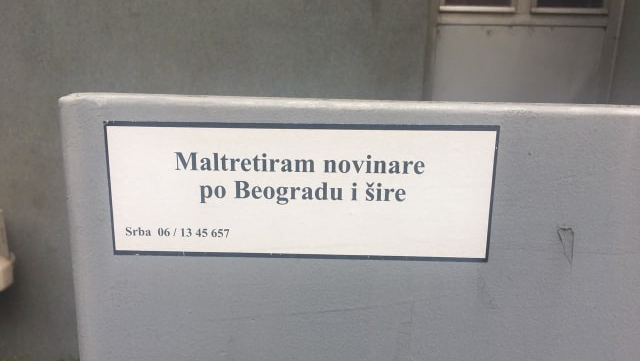 Maltretiram novinare
po Beogradu i šire
Srba 06 / 13 45 657